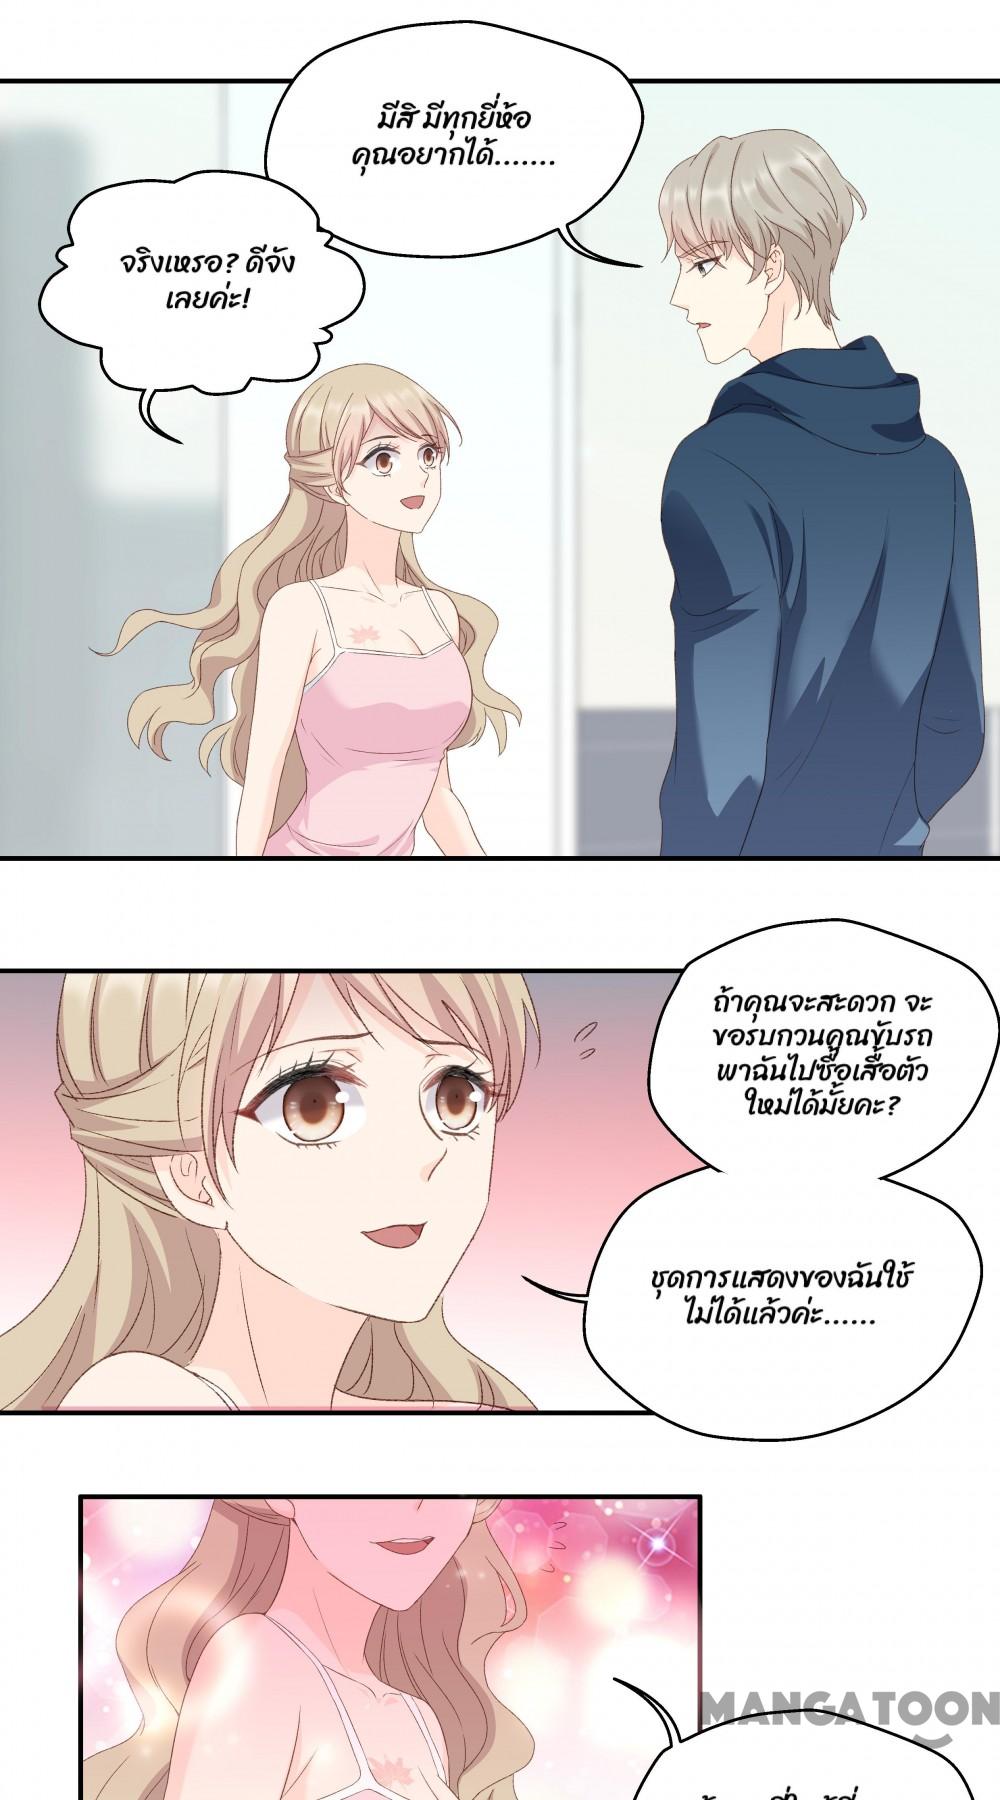 มีสิ มีทุกยี่ห้อ
คุณอยากได้.......
จริงเหรอ? ดีจัง
เลยค่ะ!
ถ้าคุณจะสะดวก จะ
ขอรบกวนคุณขับรถ
พาฉันไปซื้อเสื้อตัว
ใหม่ได้มั้ยคะ?
ชุดการแสดงของฉันใช้
ไม่ได้แล้วค่ะ......
MANGATOON